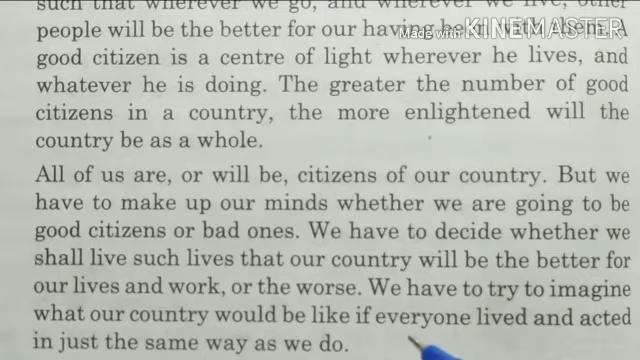 such that wherever we go, and wherever we live, other
people will be the better for our having been with them. A
Made with KINEMASTER
good citizen is a centre of light wherever he lives, and
whatever he is doing. The greater the number of good
citizens in a country, the more enlightened will the
country be as a whole.
All of us are, or will be, citizens of our country. But we
have to make up our minds whether we are going to be
good citizens or bad ones. We have to decide whether we
shall live such lives that our country will be the better for
our lives and work, or the worse. We have to try to imagine
what our country would be like if everyone lived and acted
in just the same way as we do.